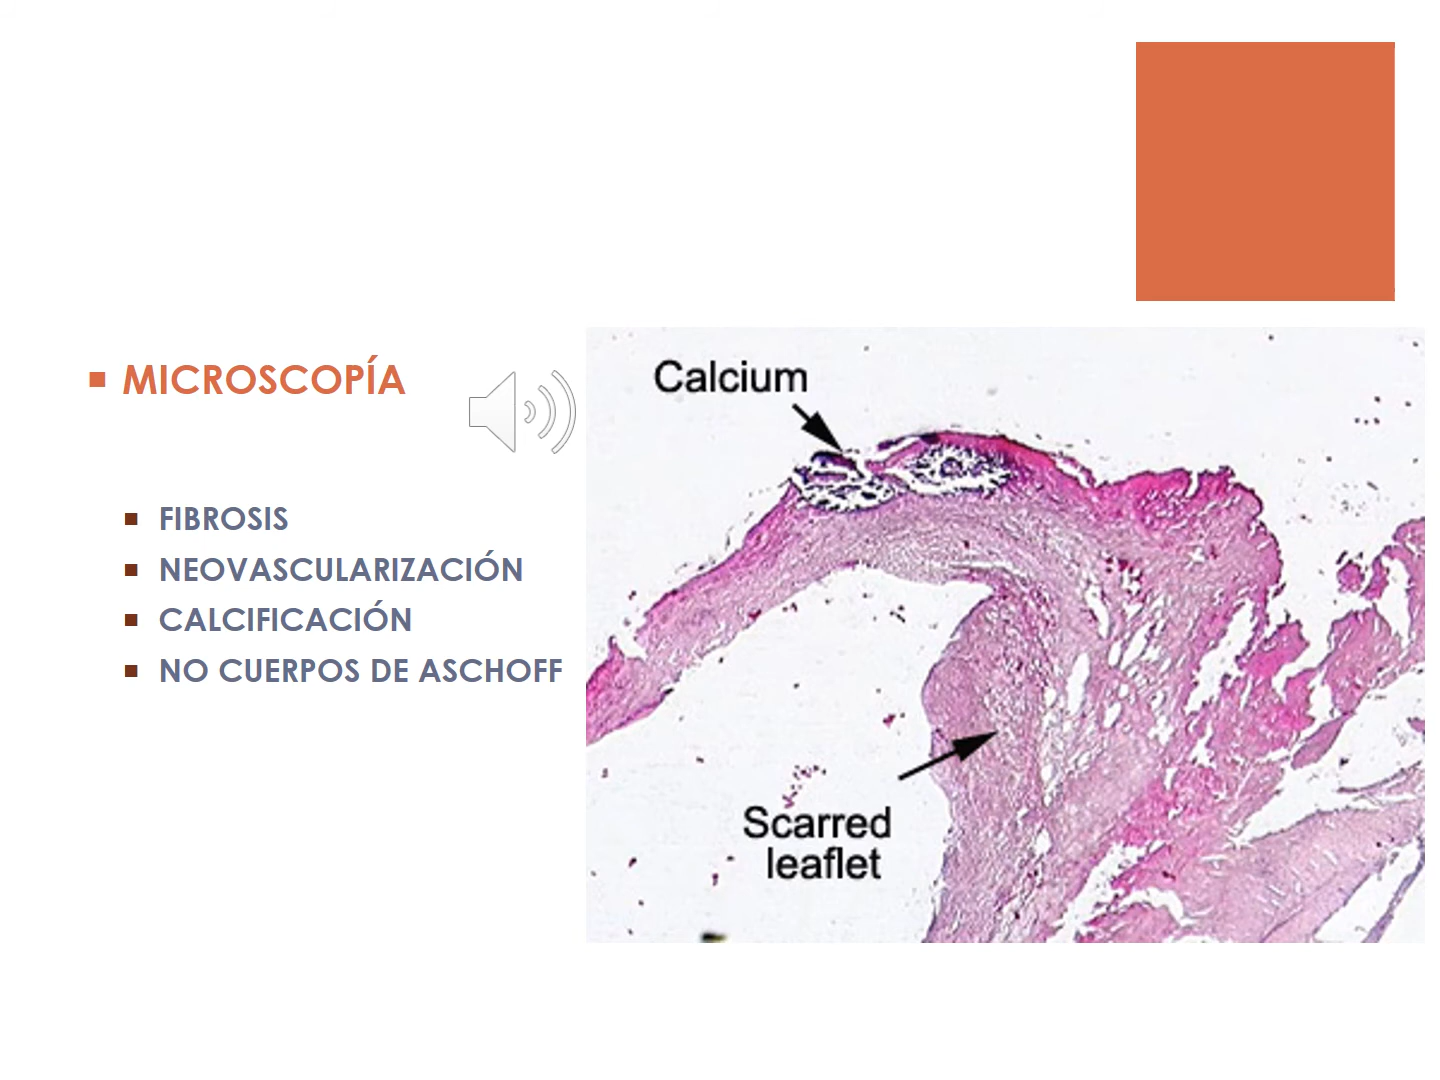 MICROSCOPÍA
FIBROSIS
NEOVASCULARIZACIÓN
CALCIFICACIÓN
NO CUERPOS DE ASCHOFF
Calcium
Scarred
leaflet